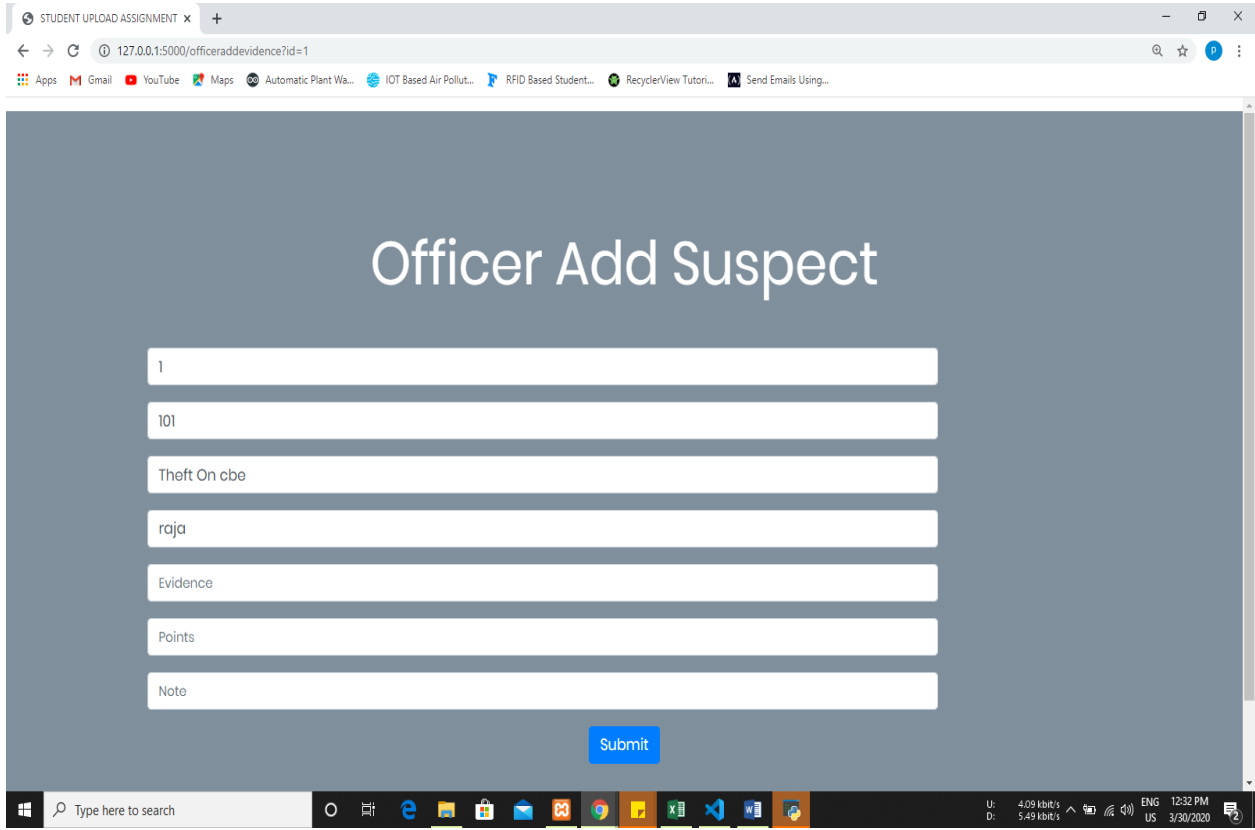 STUDENT UPLOAD ASSIGNMENT
127.0.0.1:5000/officeraddevidence?id=1
P
Apps Gmail YouTube Maps Automatic Plant Wa... IOT Based Air Pollut... RFID Based Student... RecyclerView Tutori... Send Emails Using...
Officer Add Suspect
1
101
Theft On cbe
raja
Evidence
Points
Note
Submit
Type here to search
U: 4.09 kbit/s
D: 5.49 kbit/s
ENG
US
12:32 PM
3/30/2020
2